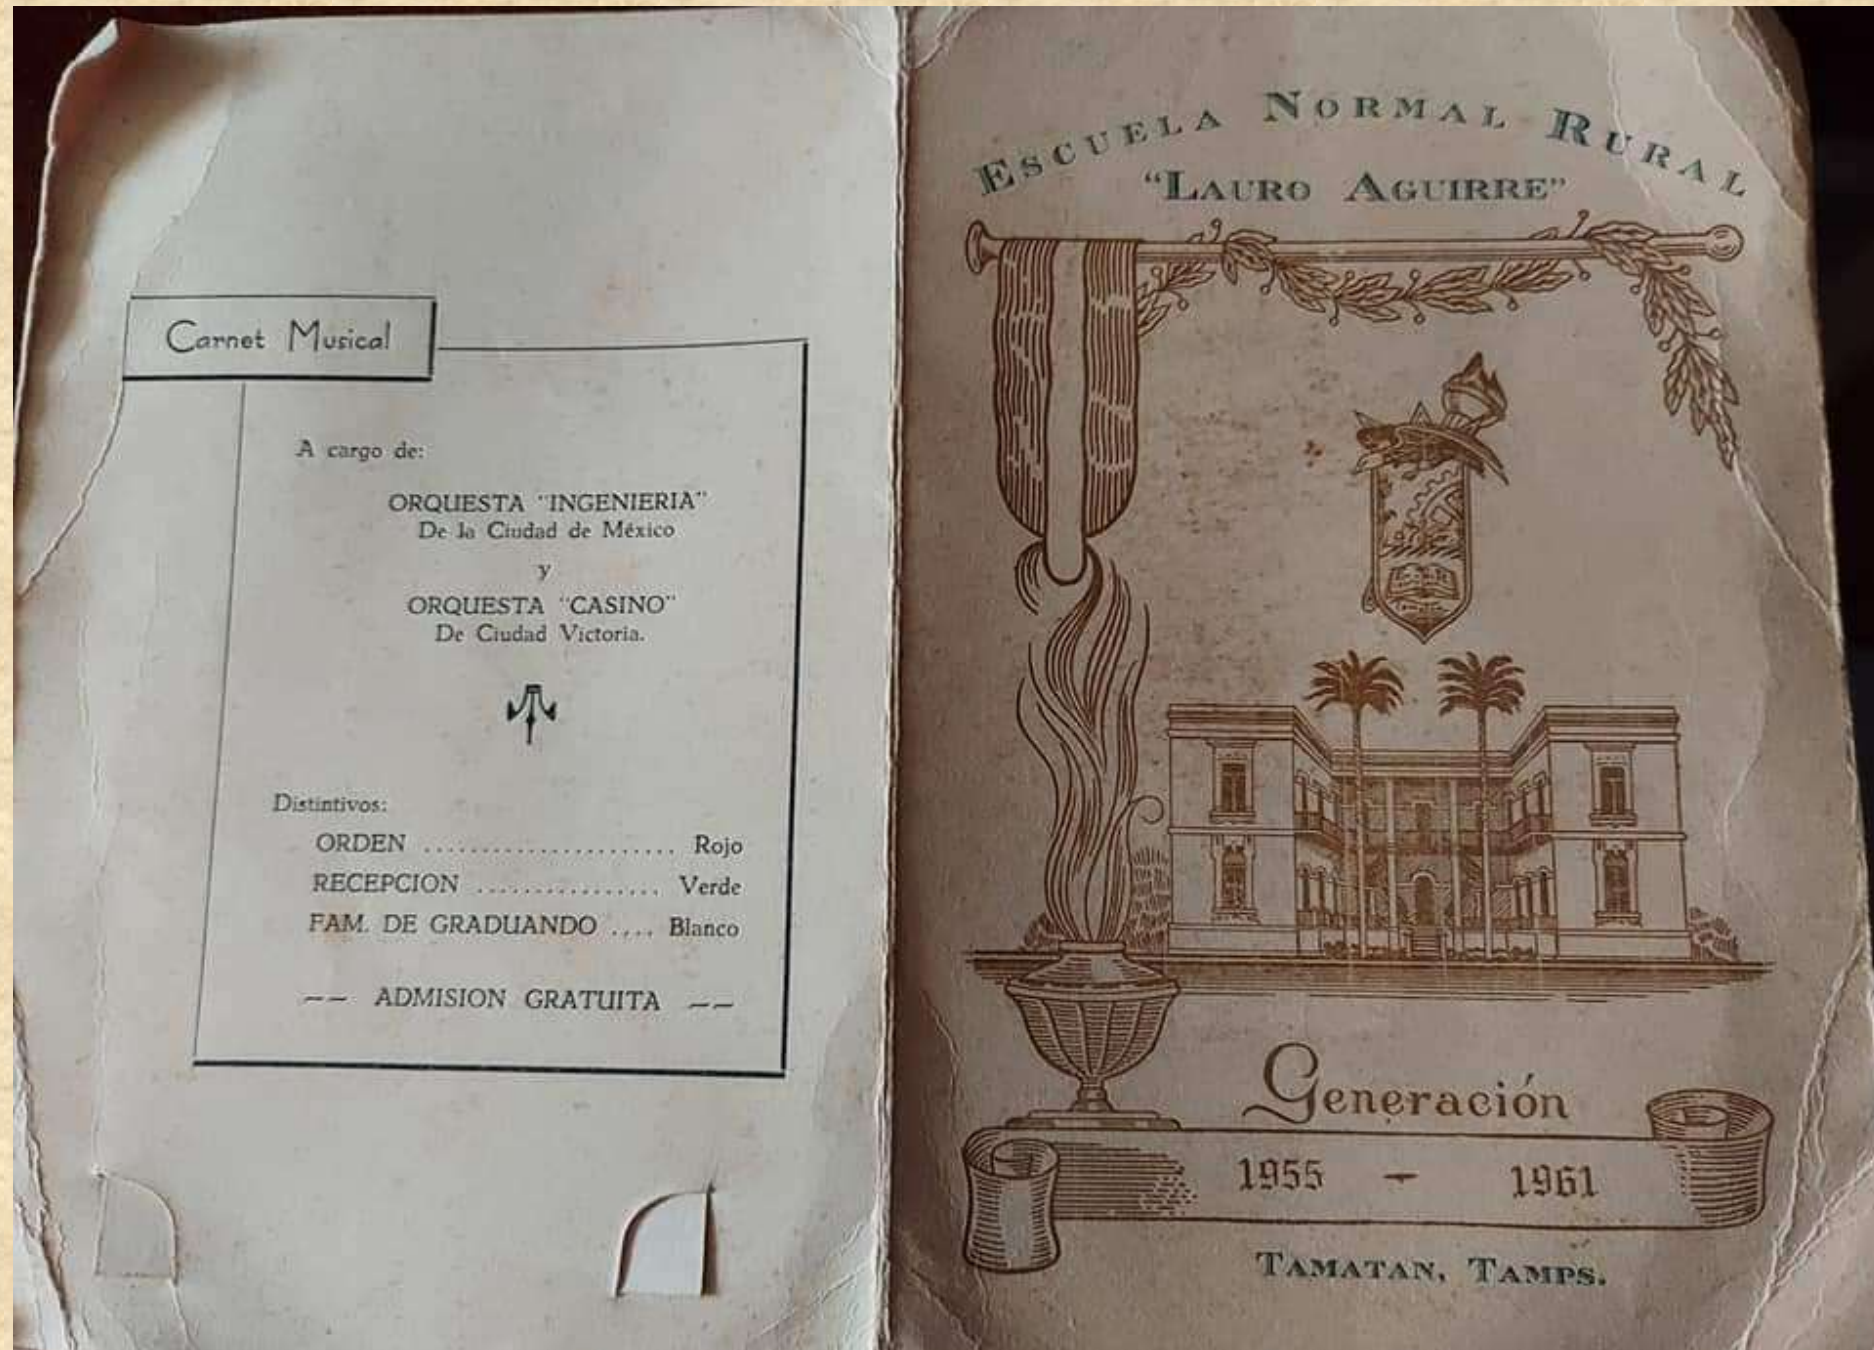 Carnet Musical
A cargo de:
ORQUESTA "INGENIERIA"
De la Ciudad de México
y
ORQUESTA "CASINO"
De Ciudad Victoria.
Distintivos:
ORDEN ...................... Rojo
RECEPCION ................ Verde
FAM. DE GRADUANDO .... Blanco
-- ADMISION GRATUITA --
ESCUELA NORMAL RURAL
"LAURO AGUIRRE"
Generación
1955 - 1961
TAMATAN, TAMPS.